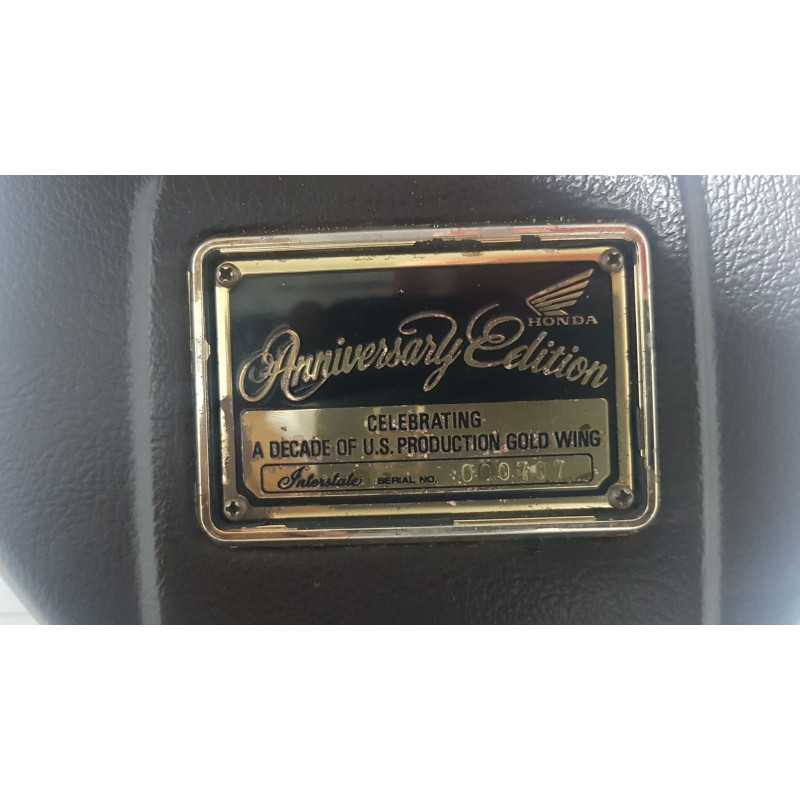 HONDA
Anniversary Edition
CELEBRATING
A DECADE OF U.S. PRODUCTION GOLD WING
Interstate SERIAL NO.